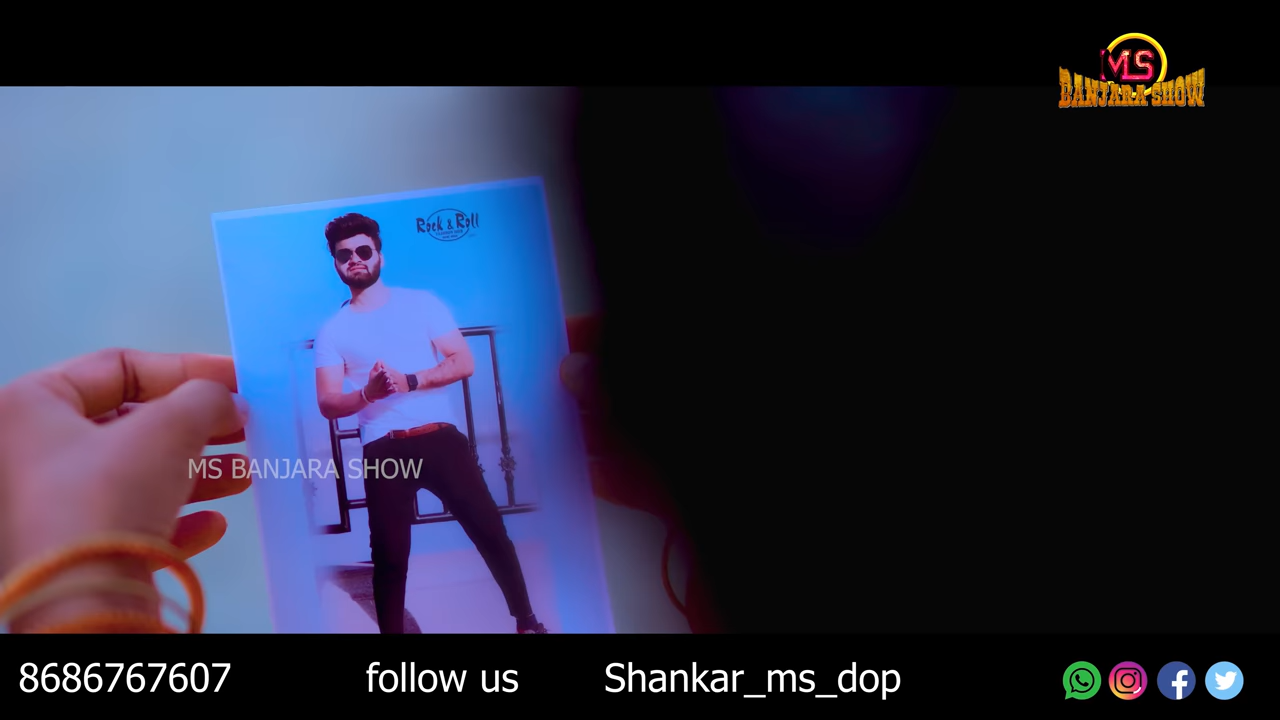 MS
BANJARA SHOW
Rock & Roll
MS BANJARA SHOW
8686767607 follow us Shankar_ms_dop